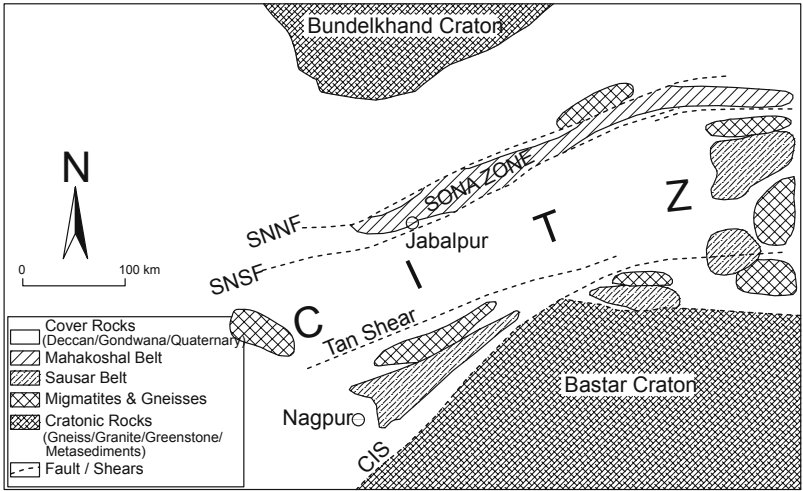 Bundelkhand Craton
N
SONA ZONE
SNNF
Jabalpur
SNSF
0 100 km
C I T Z
Tan Shear
Nagpur
CIS
Bastar Craton
Cover Rocks
(Deccan/Gondwana/Quaternary)
Mahakoshal Belt
Sausar Belt
Migmatites & Gneisses
Cratonic Rocks
(Gneiss/Granite/Greenstone/
Metasediments)
Fault / Shears